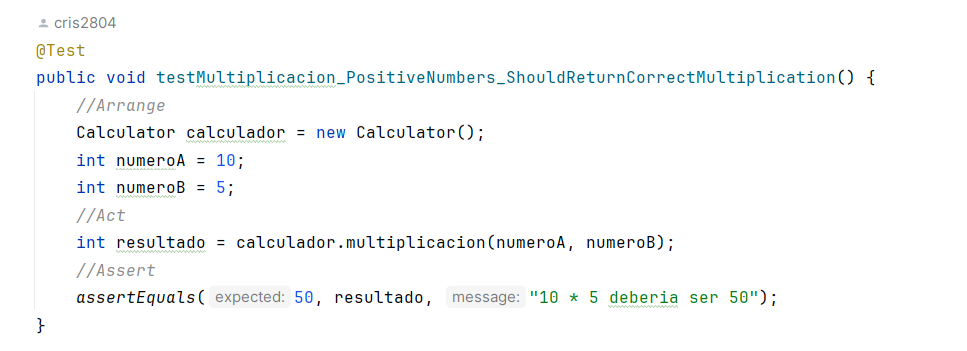 cris2804
@Test
public void testMultiplicacion_PositiveNumbers_ShouldReturnCorrectMultiplication() {
//Arrange
Calculator calculador = new Calculator();
int numeroA = 10;
int numeroB = 5;
//Act
int resultado = calculador.multiplicacion(numeroA, numeroB);
//Assert
assertEquals( expected: 50, resultado, message: "10 * 5 deberia ser 50");
}